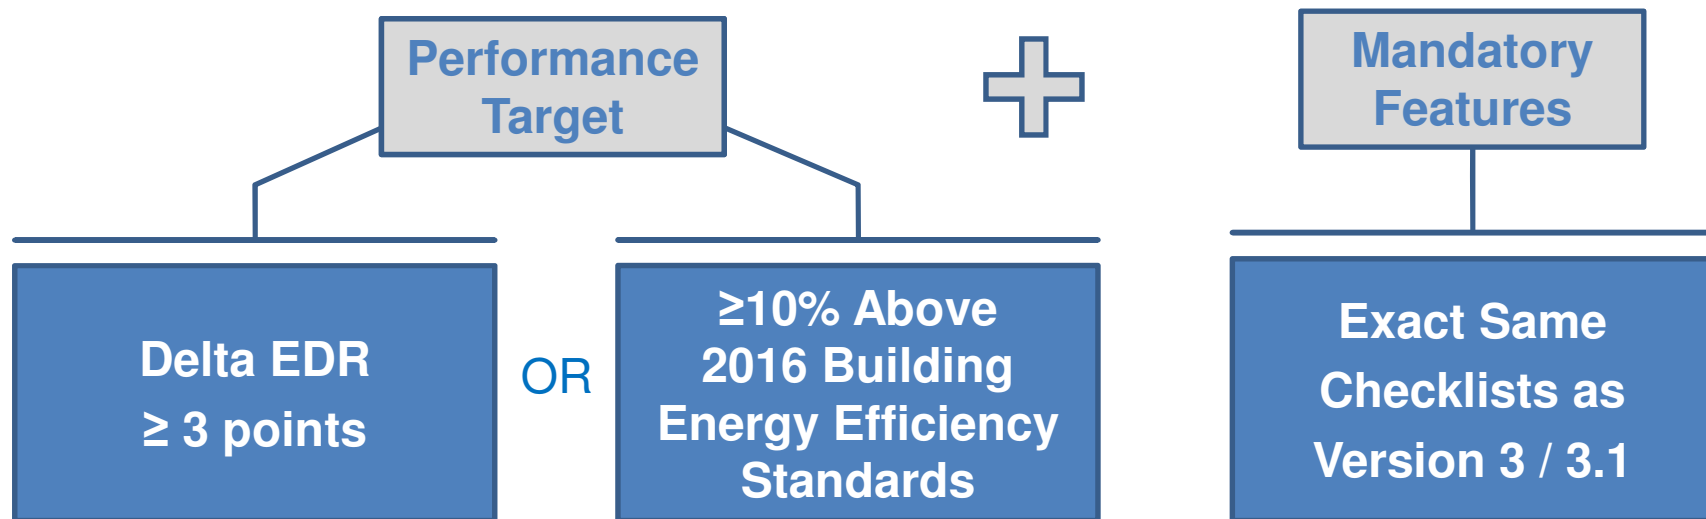 Performance
Target
Mandatory
Features
Delta EDR
≥ 3 points
OR
≥10% Above
2016 Building
Energy Efficiency
Standards
Exact Same
Checklists as
Version 3 / 3.1